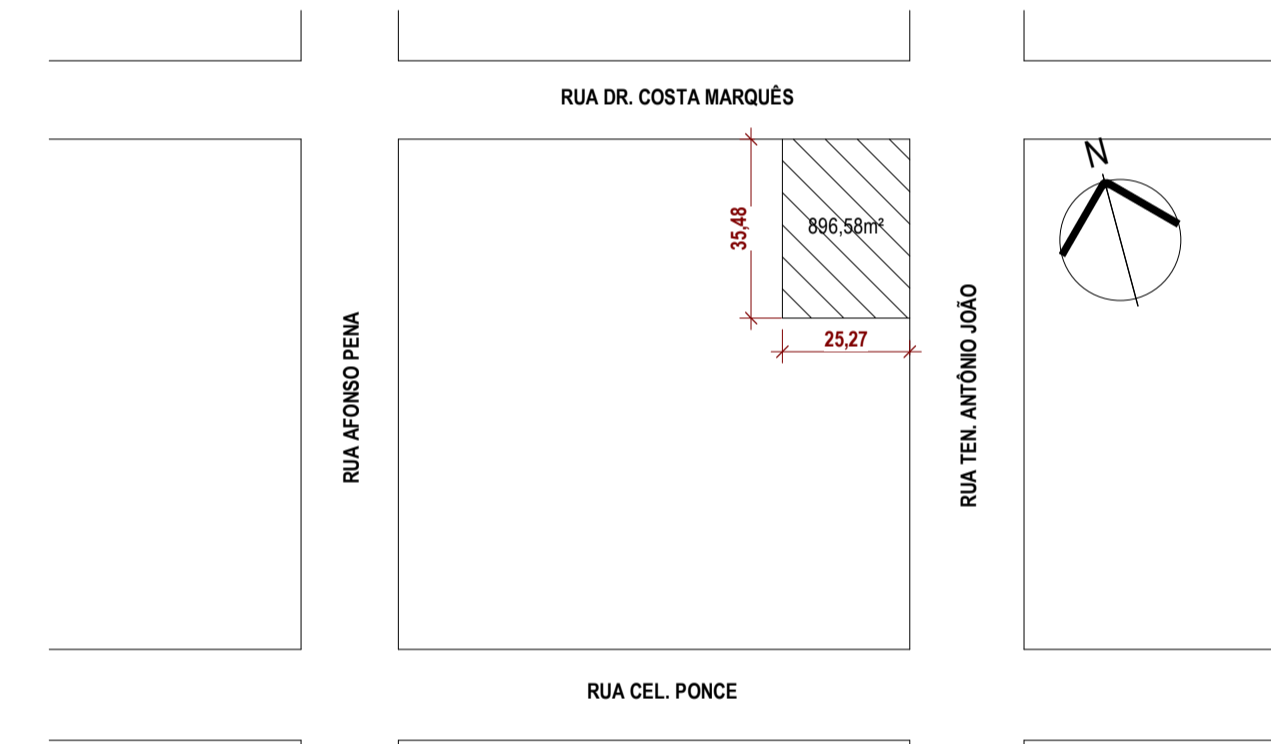 RUA DR. COSTA MARQUÊS
N
35,48
896,58m²
25,27
RUA AFONSO PENA
RUA TEN. ANTÔNIO JOÃO
RUA CEL. PONCE